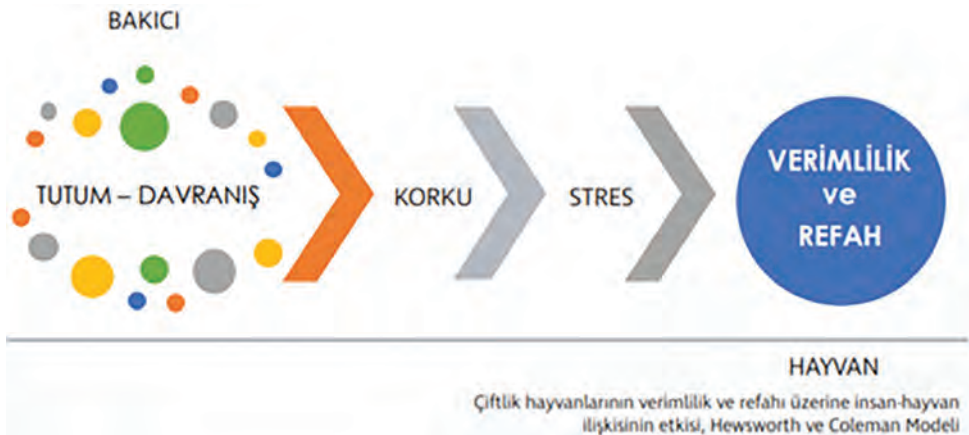 BAKICI
TUTUM – DAVRANIŞ
KORKU
STRES
VERİMLİLİK
ve
REFAH
HAYVAN
Çiftlik hayvanlarının verimlilik ve refahı üzerine insan-hayvan
ilişkisinin etkisi, Hewsworth ve Coleman Modeli